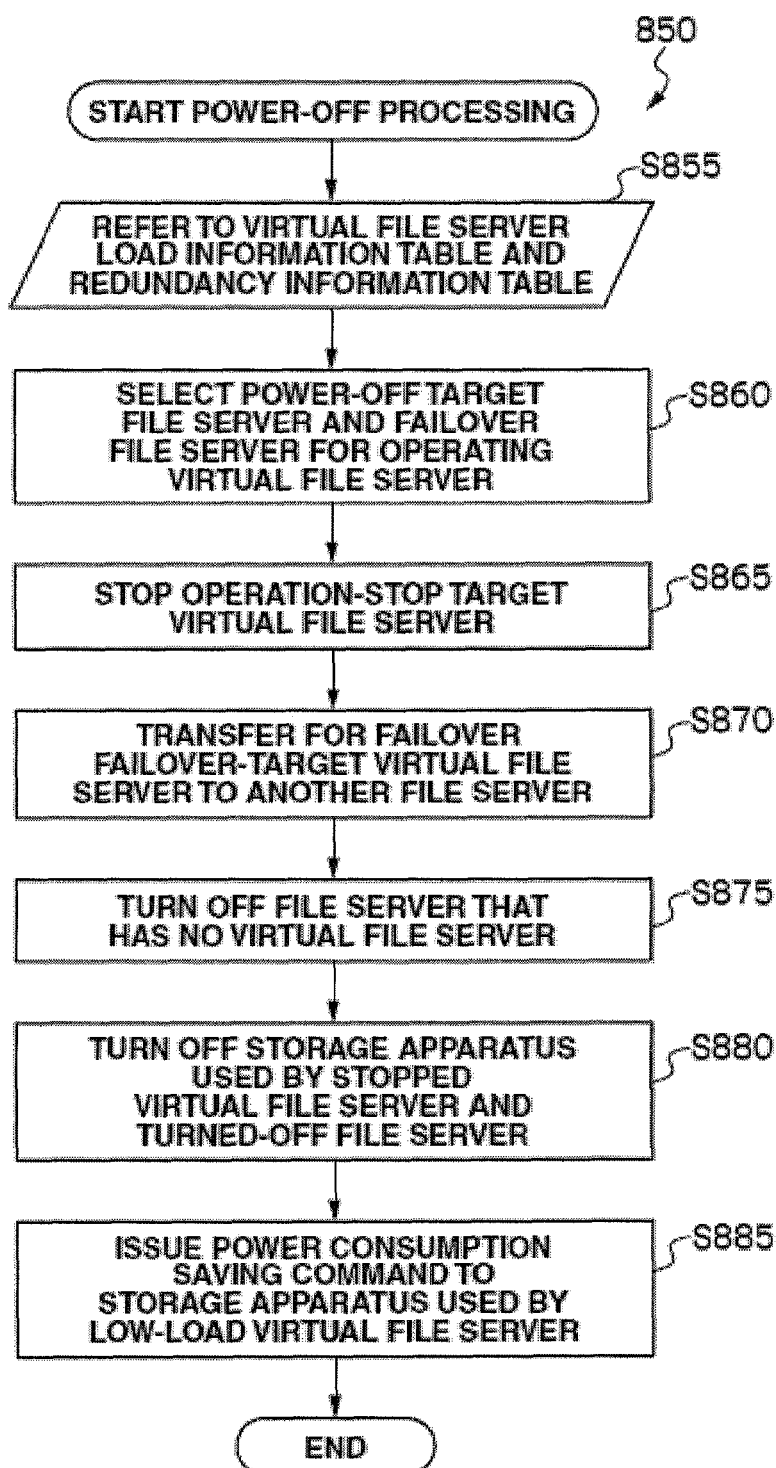 850
START POWER-OFF PROCESSING
S855
REFER TO VIRTUAL FILE SERVER
LOAD INFORMATION TABLE AND
REDUNDANCY INFORMATION TABLE
S860
SELECT POWER-OFF TARGET
FILE SERVER AND FAILOVER
FILE SERVER FOR OPERATING
VIRTUAL FILE SERVER
S865
STOP OPERATION-STOP TARGET
VIRTUAL FILE SERVER
S870
TRANSFER FOR FAILOVER
FAILOVER-TARGET VIRTUAL FILE
SERVER TO ANOTHER FILE SERVER
S875
TURN OFF FILE SERVER THAT
HAS NO VIRTUAL FILE SERVER
S880
TURN OFF STORAGE APPARATUS
USED BY STOPPED
VIRTUAL FILE SERVER AND
TURNED-OFF FILE SERVER
S885
ISSUE POWER CONSUMPTION
SAVING COMMAND TO
STORAGE APPARATUS USED BY
LOW-LOAD VIRTUAL FILE SERVER
END